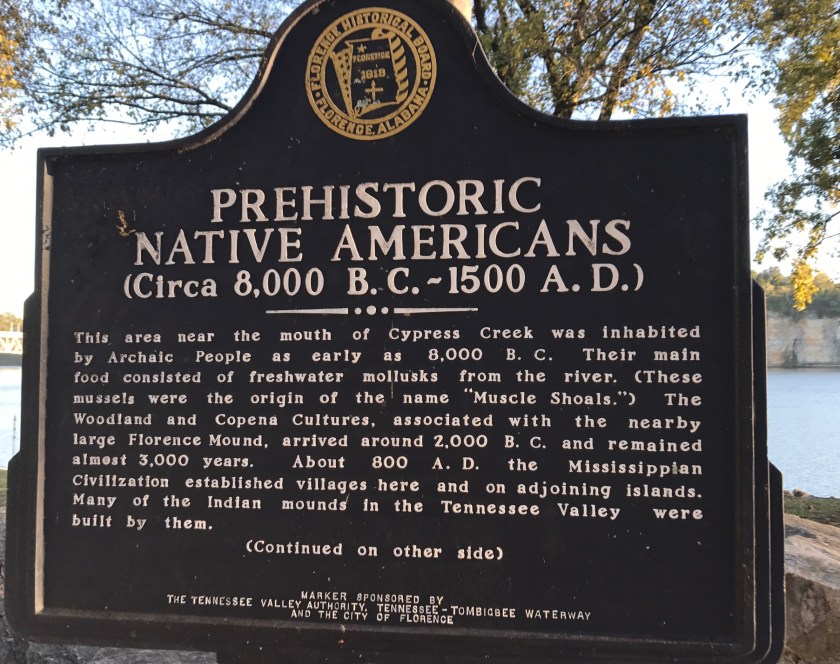 FLORENCE HISTORICAL BOARD
FLORENCE
1818
FLORENCE, ALABAMA
PREHISTORIC
NATIVE AMERICANS
(Circa 8,000 B.C.~1500 A.D.)
This area near the mouth of Cypress Creek was inhabited
by Archaic People as early as 8,000 B. C. Their main
food consisted of freshwater mollusks from the river. (These
mussels were the origin of the name "Muscle Shoals.") The
Woodland and Copena Cultures, associated with the nearby
large Florence Mound, arrived around 2,000 B. C. and remained
almost 3,000 years. About 800 A. D. the Mississippian
Civilization established villages here and on adjoining islands.
Many of the Indian mounds in the Tennessee Valley were
built by them.
(Continued on other side)
MARKER SPONSORED BY
THE TENNESSEE VALLEY AUTHORITY, TENNESSEE-TOMBIGBEE WATERWAY
AND THE CITY OF FLORENCE